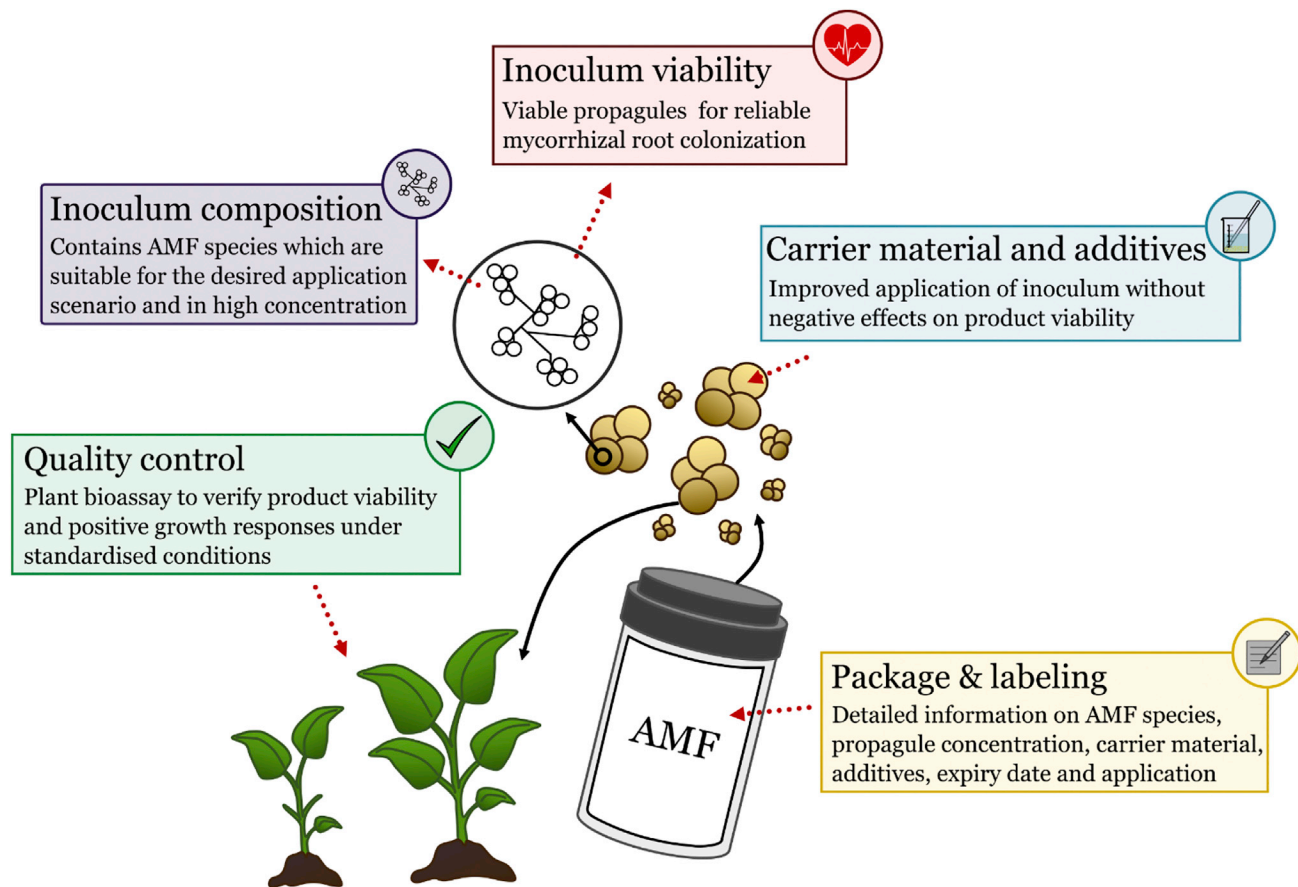 Inoculum viability
Viable propagules for reliable
mycorrhizal root colonization
Inoculum composition
Contains AMF species which are
suitable for the desired application
scenario and in high concentration
Carrier material and additives
Improved application of inoculum without
negative effects on product viability
Quality control
Plant bioassay to verify product viability
and positive growth responses under
standardised conditions
Package & labeling
Detailed information on AMF species,
propagule concentration, carrier material,
additives, expiry date and application
AMF